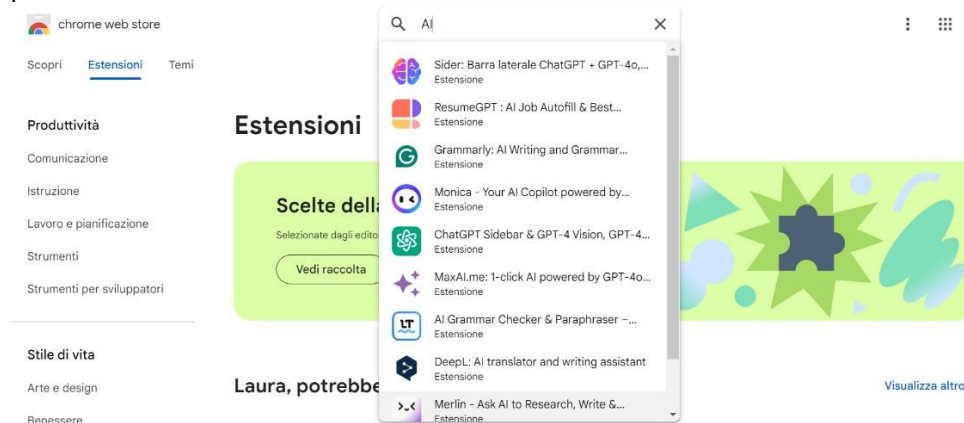 chrome web store
AI
Scopri Estensioni Temi
Produttività
Comunicazione
Istruzione
Lavoro e pianificazione
Strumenti
Strumenti per sviluppatori
Stile di vita
Arte e design
Benessere
Estensioni
Scelte della
Selezionate dagli edito
Vedi raccolta
Laura, potrebbe
Visualizza altro
Sider: Barra laterale ChatGPT + GPT-4o,...
Estensione
ResumeGPT : AI Job Autofill & Best...
Estensione
Grammarly: AI Writing and Grammar...
Estensione
Monica - Your AI Copilot powered by...
Estensione
ChatGPT Sidebar & GPT-4 Vision, GPT-4...
Estensione
MaxAI.me: 1-click AI powered by GPT-4o...
Estensione
LT
AI Grammar Checker & Paraphraser –...
Estensione
DeepL: AI translator and writing assistant
Estensione
Merlin - Ask AI to Research, Write &...
Estensione